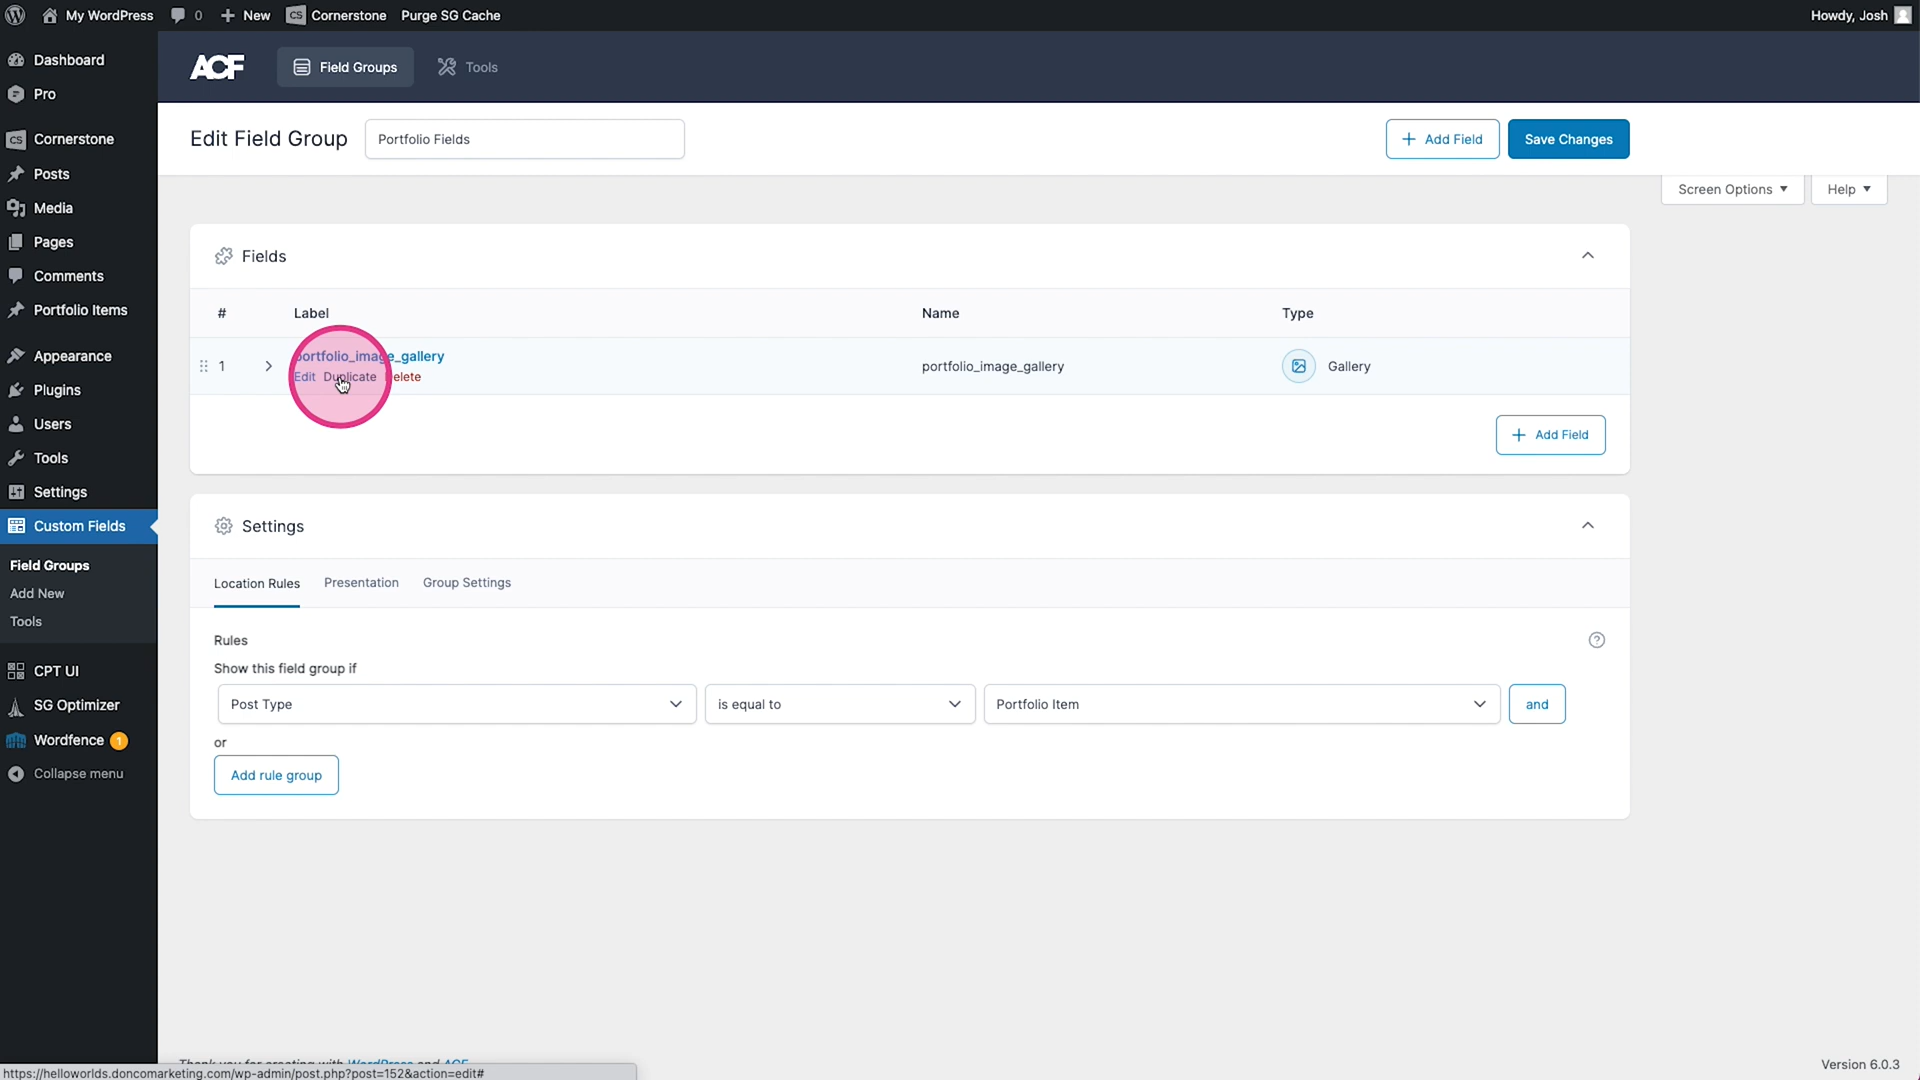 My WordPress 0 New CS Cornerstone Purge SG Cache Howdy, Josh
Dashboard
Pro
CS Cornerstone
Posts
Media
Pages
Comments
Portfolio Items
Appearance
Plugins
Users
Tools
Settings
Custom Fields
Field Groups
Add New
Tools
CPT UI
SG Optimizer
Wordfence 1
Collapse menu
ACF Field Groups Tools
Edit Field Group Portfolio Fields + Add Field Save Changes
Screen Options Help
Fields
# Label Name Type
1 portfolio_image_gallery portfolio_image_gallery Gallery
Edit Duplicate Delete
+ Add Field
Settings
Location Rules Presentation Group Settings
Rules
Show this field group if
Post Type is equal to Portfolio Item and
or
Add rule group
Thank you for creating with WordPress and ACF
Version 6.0.3
https://helloworlds.doncomarketing.com/wp-admin/post.php?post=152&action=edit#